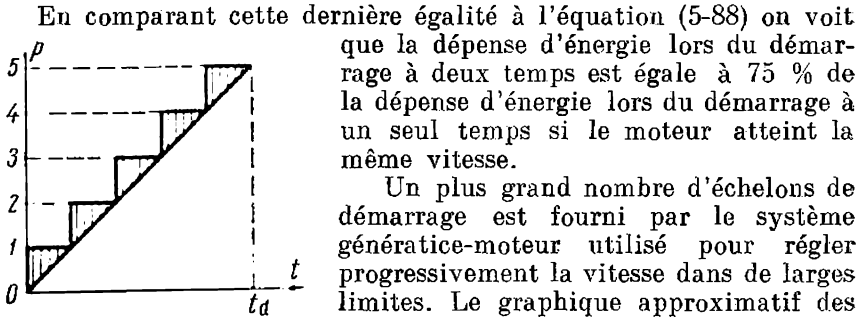 En comparant cette dernière égalité à l'équation (5-88) on voit
que la dépense d'énergie lors du démar-
rage à deux temps est égale à 75 % de
la dépense d'énergie lors du démarrage à
un seul temps si le moteur atteint la
même vitesse.
Un plus grand nombre d'échelons de
démarrage est fourni par le système
génératice-moteur utilisé pour régler
progressivement la vitesse dans de larges
limites. Le graphique approximatif des
p
5
4
3
2
1
0
t
td